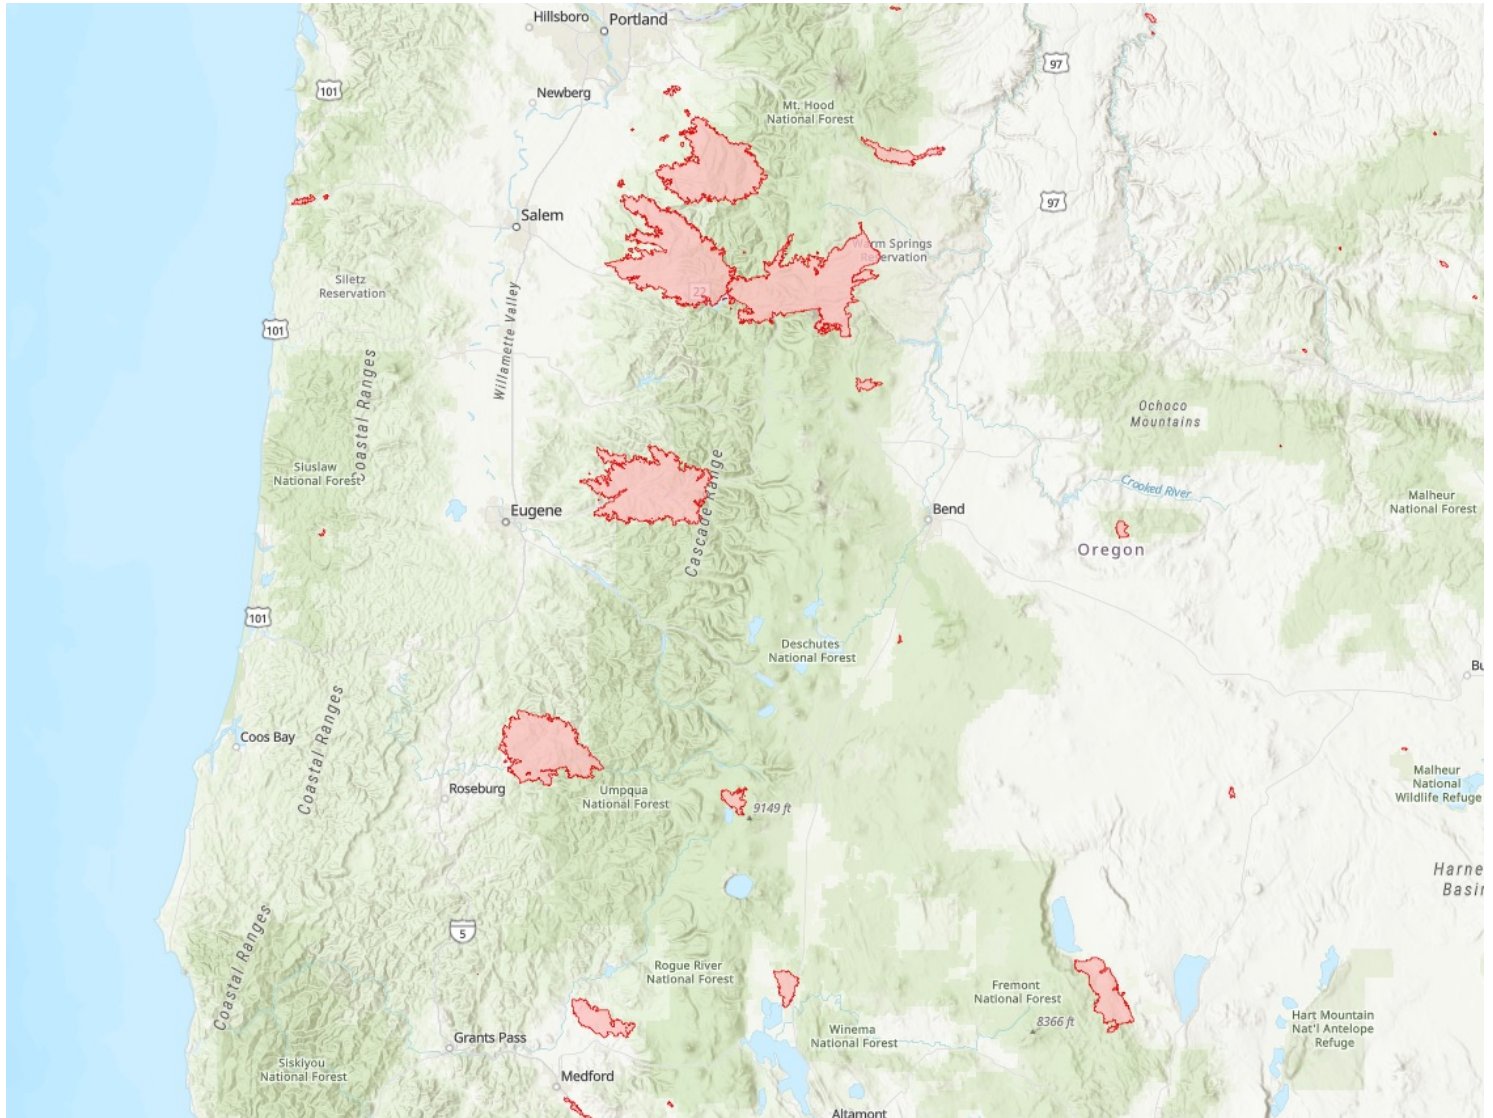 Hillsboro
Portland
97
101
Newberg
Mt. Hood
National Forest
97
Salem
Warm Springs
Reservation
Siletz
Reservation
22
101
Willamette Valley
Coastal Ranges
Ochoco
Mountains
Siuslaw
National Forest
Cascade Range
Crooked River
Malheur
National Forest
Eugene
Bend
Oregon
101
Deschutes
National Forest
Bu
Coastal Ranges
Coos Bay
Malheur
National
Wildlife Refuge
Roseburg
Umpqua
National Forest
9149 ft
Harne
Basin
5
Coastal Ranges
Rogue River
National Forest
Fremont
National Forest
8366 ft
Hart Mountain
Nat'l Antelope
Refuge
Winema
National Forest
Grants Pass
Siskiyou
National Forest
Medford
Altamont